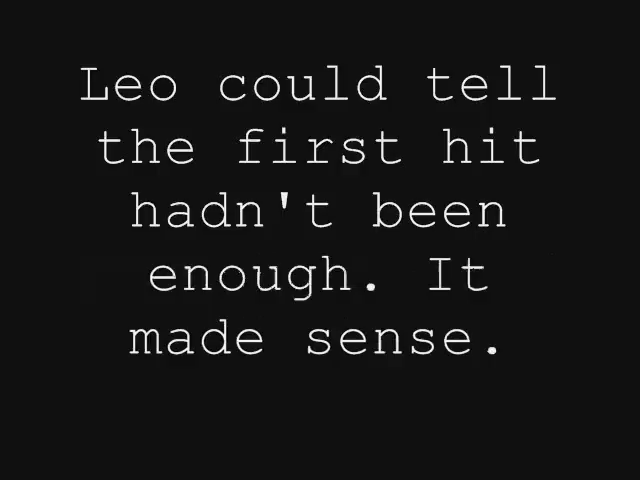 Leo could tell
the first hit
hadn't been
enough. It
made sense.